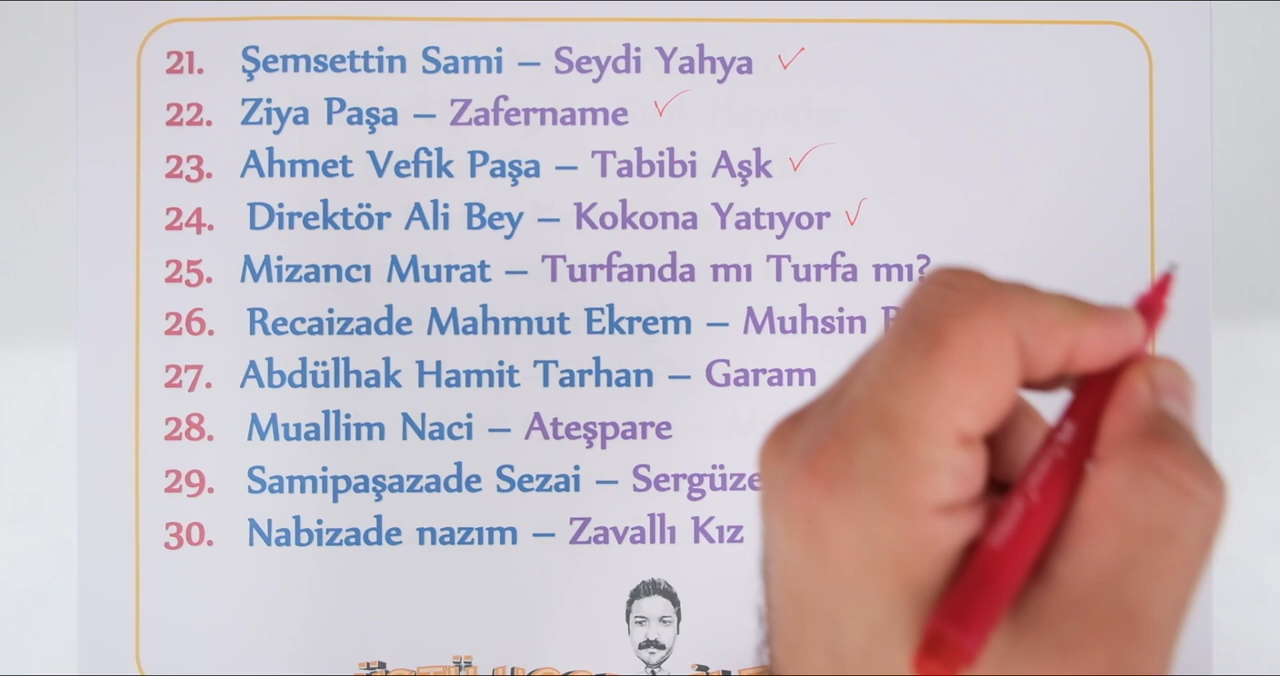 21. Şemsettin Sami – Seydi Yahya
22. Ziya Paşa – Zafername
23. Ahmet Vefik Paşa – Tabibi Aşk
24. Direktör Ali Bey – Kokona Yatıyor
25. Mizancı Murat – Turfanda mı Turfa mı?
26. Recaizade Mahmut Ekrem – Muhsin
27. Abdülhak Hamit Tarhan – Garam
28. Muallim Naci – Ateşpare
29. Samipaşazade Sezai –
30. Nabizade nazım – Zavallı Kız